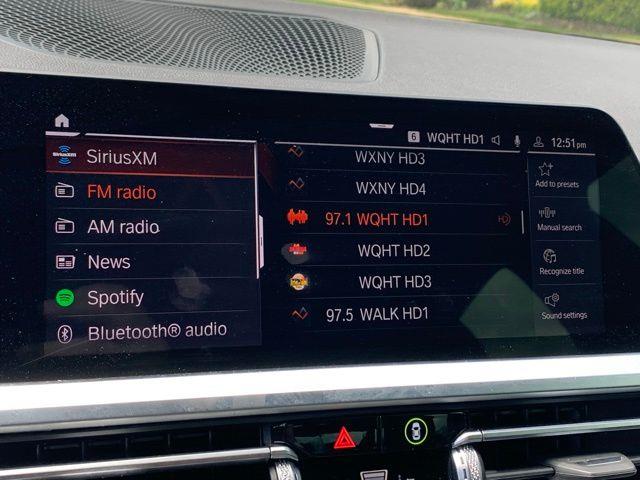 6 WQHT HD1 12:51pm
SiriusXM SiriusXM
FM radio
AM radio
News
Spotify
Bluetooth® audio
WXNY HD3
WXNY HD4
97.1 WQHT HD1
WQHT HD2
WQHT HD3
97.5 WALK HD1
Add to presets
Manual search
Recognize title
Sound settings